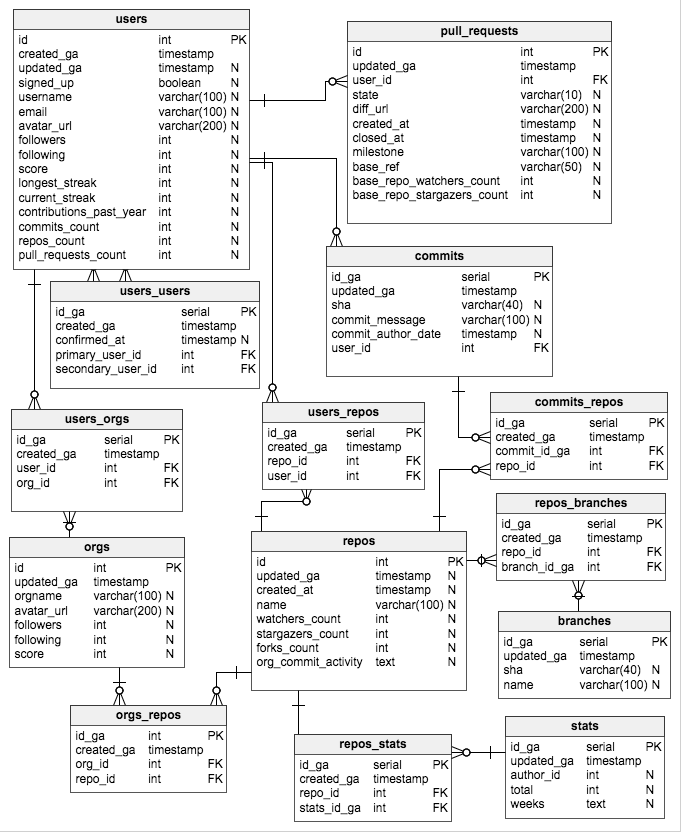 users
id int PK
created_ga timestamp
updated_ga timestamp N
signed_up boolean N
username varchar(100) N
email varchar(100) N
avatar_url varchar(200) N
followers int N
following int N
score int N
longest_streak int N
current_streak int N
contributions_past_year int N
commits_count int N
repos_count int N
pull_requests_count int N
pull_requests
id int PK
updated_ga timestamp
user_id int FK
state varchar(10) N
diff_url varchar(200) N
created_at timestamp N
closed_at timestamp N
milestone varchar(100) N
base_ref varchar(50) N
base_repo_watchers_count int N
base_repo_stargazers_count int N
commits
id_ga serial PK
updated_ga timestamp
sha varchar(40) N
commit_message varchar(100) N
commit_author_date timestamp N
user_id int FK
users_users
id_ga serial PK
created_ga timestamp
confirmed_at timestamp N
primary_user_id int FK
secondary_user_id int FK
users_orgs
id_ga serial PK
created_ga timestamp
user_id int FK
org_id int FK
users_repos
id_ga serial PK
created_ga timestamp
repo_id int FK
user_id int FK
commits_repos
id_ga serial PK
created_ga timestamp
commit_id_ga int FK
repo_id int FK
repos_branches
id_ga serial PK
created_ga timestamp
repo_id int FK
branch_id_ga int FK
orgs
id int PK
updated_ga timestamp
orgname varchar(100) N
avatar_url varchar(200) N
followers int N
following int N
score int N
repos
id int PK
updated_ga timestamp N
created_at timestamp N
name varchar(100) N
watchers_count int N
stargazers_count int N
forks_count int N
org_commit_activity text N
branches
id_ga serial PK
updated_ga timestamp
sha varchar(40) N
name varchar(100) N
orgs_repos
id_ga int PK
created_ga timestamp
org_id int FK
repo_id int FK
repos_stats
id_ga serial PK
created_ga timestamp
repo_id int FK
stats_id_ga int FK
stats
id_ga serial PK
updated_ga timestamp
author_id int N
total int N
weeks text N